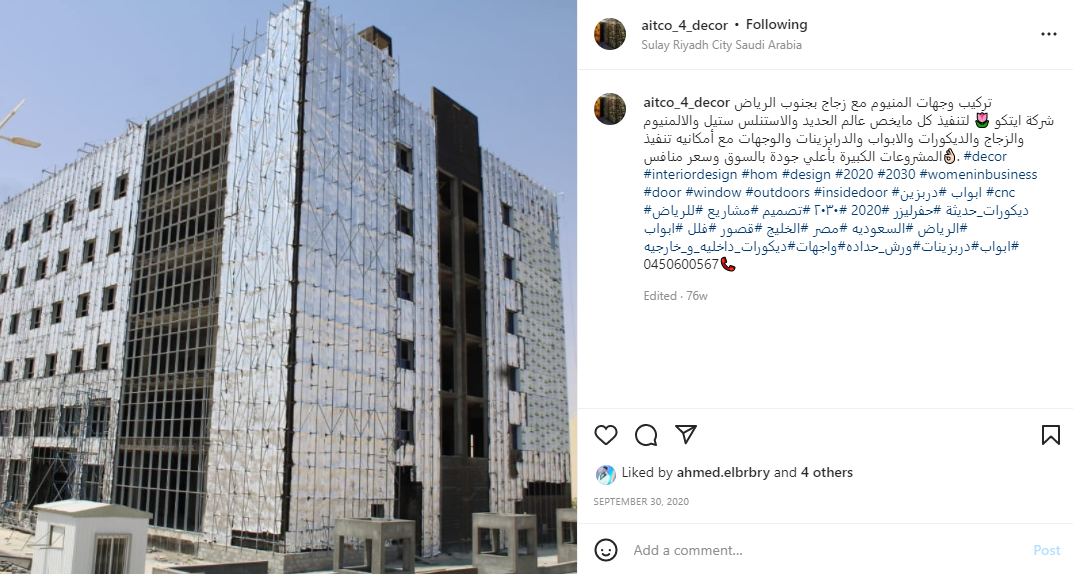 aitco_4_decor • Following
Sulay Riyadh City Saudi Arabia
aitco_4_decor تركيب وجهات المنيوم مع زجاج بجنوب الرياض
شركة ايتكو 🌷 لتنفيذ كل مايخص عالم الحديد والاستنلس ستيل والالمنيوم
والزجاج والديكورات والابواب والدرابزينات والوجهات مع أمكانيه تنفيذ
المشروعات الكبيرة بأعلي جودة بالسوق وسعر منافس👌🏼. #decor
#interiordesign #hom #design #2020 #2030 #womeninbusiness
#door #window #outdoors #insidedoor #ابواب #دربزين #cnc
#ديكورات_حديثة #حفرليزر #2020 #٢٠٣٠ #تصميم #مشاريع #للرياض
#الرياض #السعوديه #مصر #الخليج #قصور #فلل #ابواب
#ابواب#دربزينات#ورش_حداده#واجهات#ديكورات_داخليه_و_خارجيه
0450600567📞
Edited · 76w
Liked by ahmed.elbrbry and 4 others
SEPTEMBER 30, 2020
Add a comment...
Post